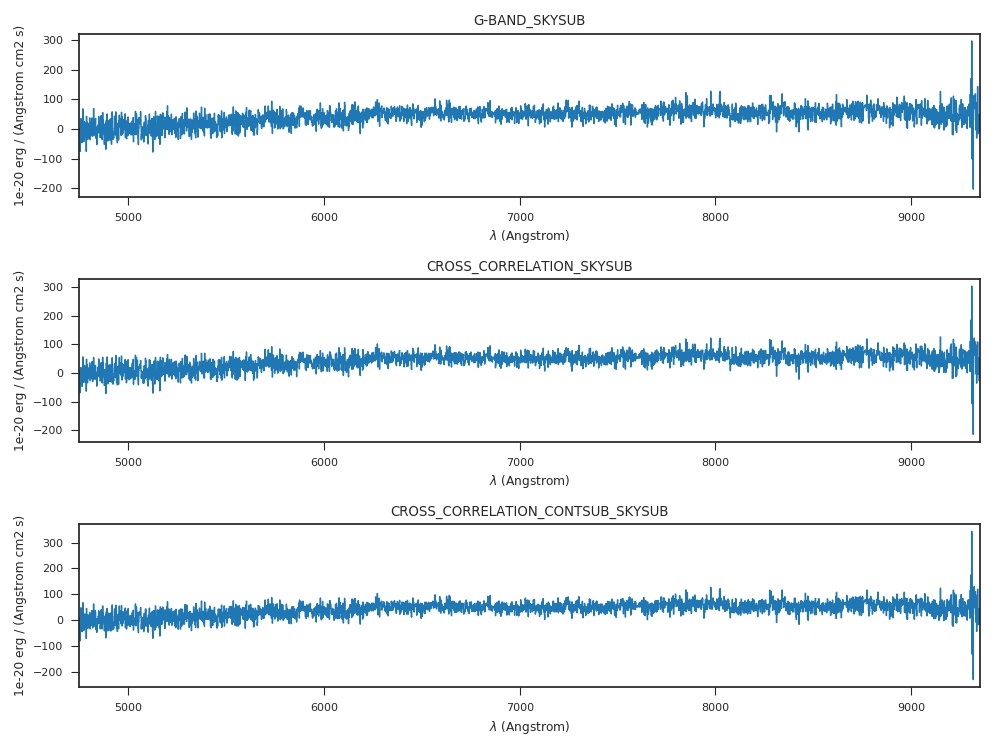 G-BAND_SKYSUB
1e-20 erg / (Angstrom cm2 s)
300
200
100
0
−100
−200
5000 6000 7000 8000 9000
λ (Angstrom)
CROSS_CORRELATION_SKYSUB
1e-20 erg / (Angstrom cm2 s)
300
200
100
0
−100
−200
5000 6000 7000 8000 9000
λ (Angstrom)
CROSS_CORRELATION_CONTSUB_SKYSUB
1e-20 erg / (Angstrom cm2 s)
300
200
100
0
−100
−200
5000 6000 7000 8000 9000
λ (Angstrom)